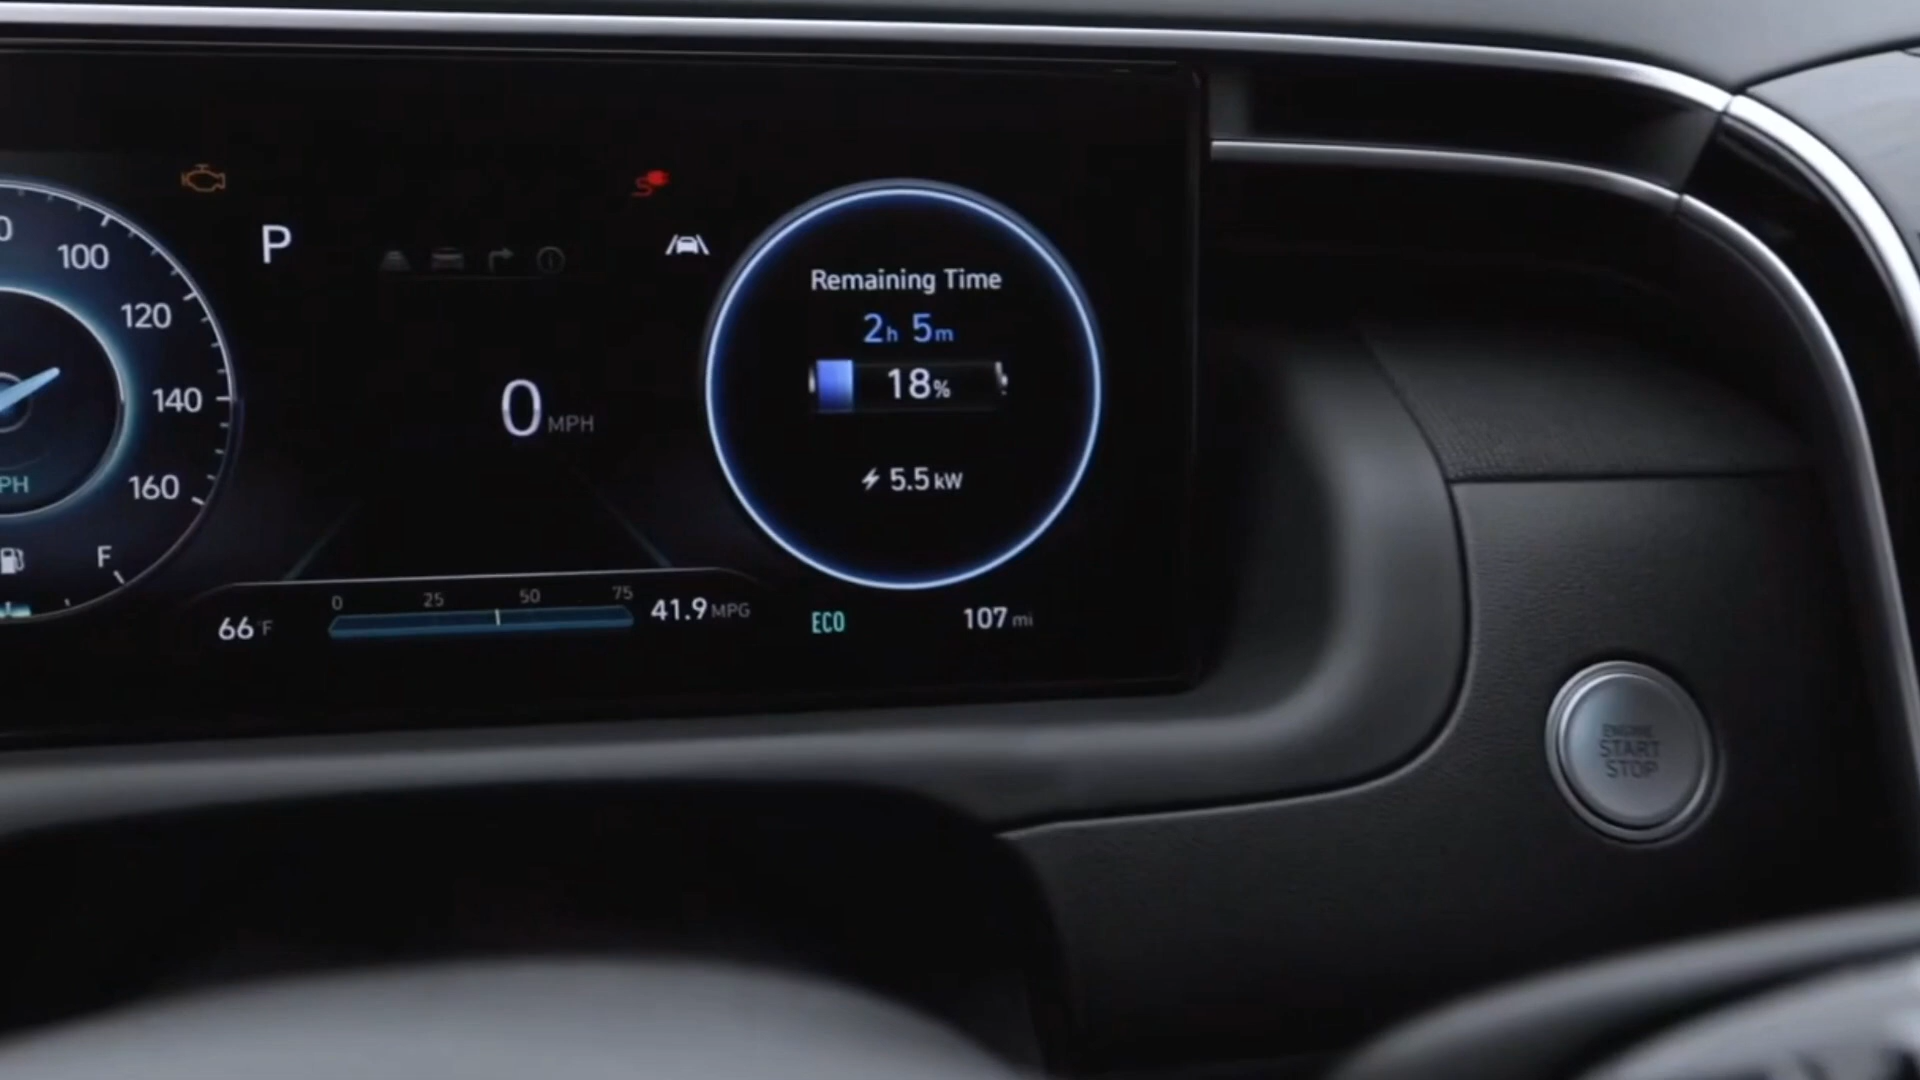 0
100
120
140
160
PH
F
P
0 MPH
Remaining Time
2h 5m
18%
5.5 kW
0 25 50 75
66°F
41.9 MPG
ECO
107 mi
ENGINE
START
STOP